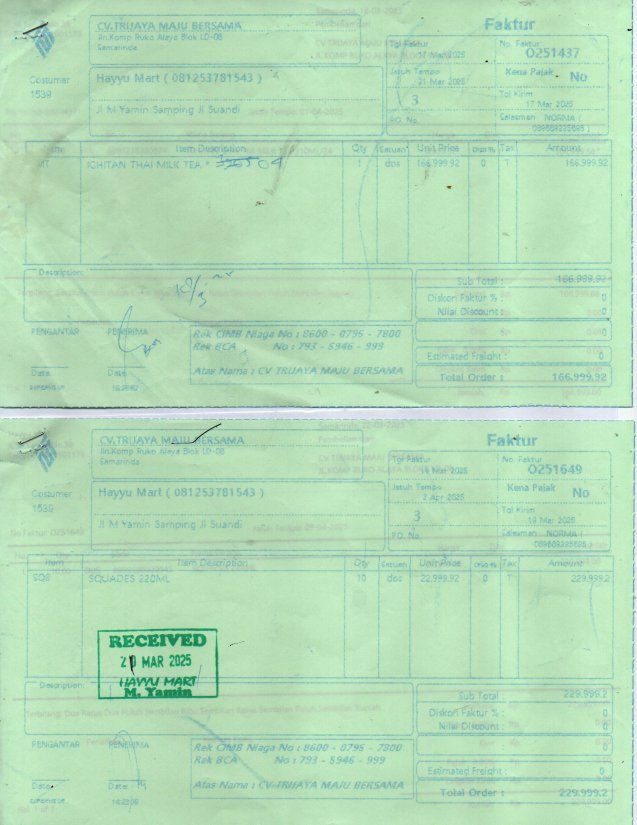 CV.TRIJAYA MAJU BERSAMA
Jln.Komp Ruko Alaya Blok LD-08
Samarinda
Faktur
Tgl Faktur
17 Mar 2025
No. Faktur
O251437
Costumer
1539
Hayyu Mart ( 081253781543 )
Jl M Yamin Samping Jl Suandi
Jatuh Tempo
31 Mar 2025
Kena Pajak No
3
P.O. No.
Tgl Kirim
17 Mar 2025
Salesman NORMA (
Item Item Description Qty Satuan Unit Price Disc % Tax Amount
MT ICHITAN THAI MILK TEA * 1 dos 166.999.92 0 T 166.999.92
Description:
Sub Total : 166.999.92
Diskon Faktur % : 0
Nilai Discount : 0
0
Estimated Freight : 0
Total Order : 166.999.92
PENGANTAR PENERIMA
Rek CIMB Niaga No : 8600 - 0795 - 7800
Rek BCA No : 793 - 5946 - 999
Atas Nama : CV TRIJAYA MAJU BERSAMA
Date: Date:
CV.TRIJAYA MAJU BERSAMA
Jln.Komp Ruko Alaya Blok LD-08
Samarinda
Faktur
Tgl Faktur
19 Mar 2025
No. Faktur
O251649
Costumer
1539
Hayyu Mart ( 081253781543 )
Jl M Yamin Samping Jl Suandi
Jatuh Tempo
2 Apr 2025
Kena Pajak No
3
P.O. No.
Tgl Kirim
19 Mar 2025
Salesman NORMA (
Item Item Description Qty Satuan Unit Price Disc % Tax Amount
SQ8 SQUADES 220ML 10 dos 22.999.92 0 T 229.999.2
RECEIVED
20 MAR 2025
HAYYU MART
M. Yamin
Description:
Sub Total : 229.999.2
Diskon Faktur % : 0
Nilai Discount : 0
0
Estimated Freight : 0
Total Order : 229.999.2
PENGANTAR PENERIMA
Rek CIMB Niaga No : 8600 - 0795 - 7800
Rek BCA No : 793 - 5946 - 999
Atas Nama : CV TRIJAYA MAJU BERSAMA
Date: Date: